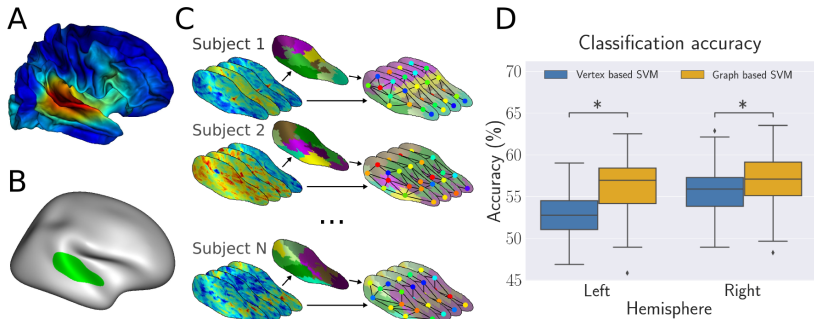 A
B
C
Subject 1
Subject 2
...
Subject N
D
Classification accuracy
Vertex based SVM
Graph based SVM
*
*
Accuracy (%)
70
65
60
55
50
45
Left
Right
Hemisphere